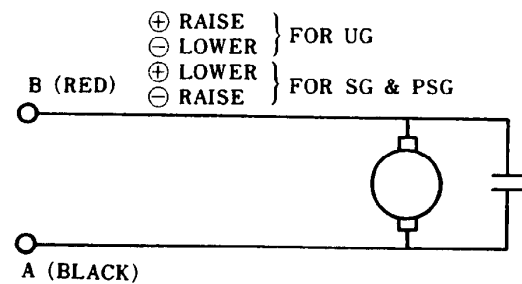 ⊕ RAISE
⊖ LOWER
FOR UG
⊕ LOWER
⊖ RAISE
FOR SG & PSG
B (RED)
A (BLACK)